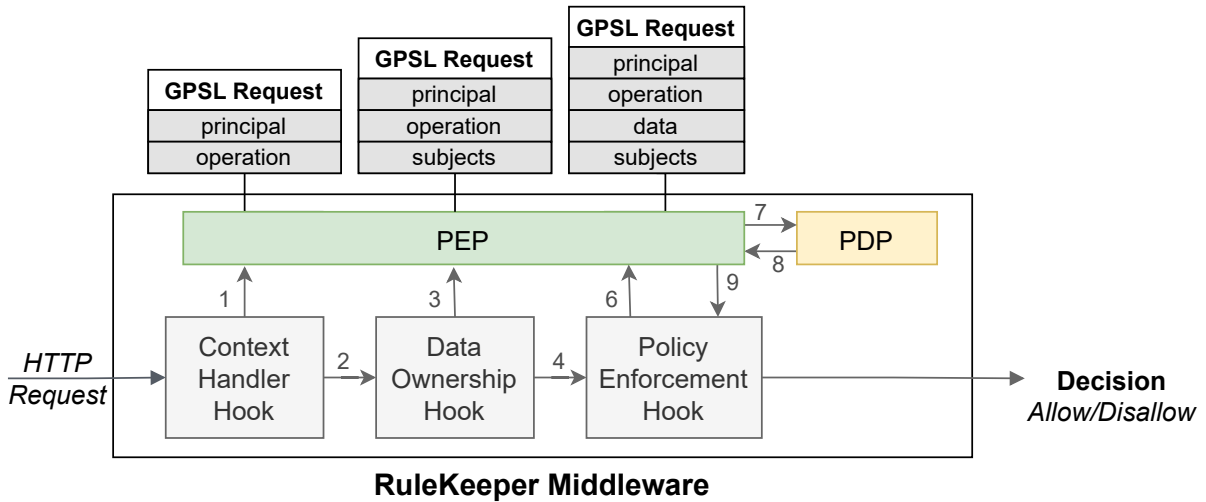 GPSL Request
principal
operation
GPSL Request
principal
operation
subjects
GPSL Request
principal
operation
data
subjects
PEP
7
PDP
8
1
3
6
9
HTTP
Request
Context
Handler
Hook
2
Data
Ownership
Hook
4
Policy
Enforcement
Hook
Decision
Allow/Disallow
RuleKeeper Middleware